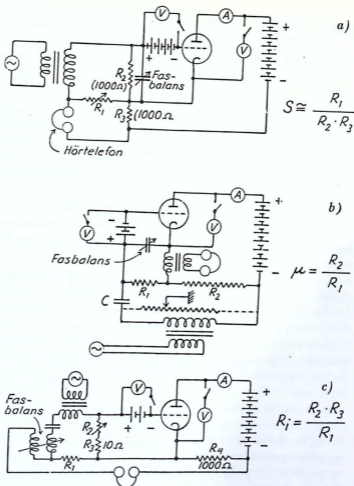 a)
V
A
+
+ -
V
R₂
(1000Ω)
Fas-
balans
R₁
R₃
(1000Ω
-
Hörtelefon
S ≅ R₁ / R₂ · R₃
b)
A
+
V
-
+
V
Fasbalans
R₁
R₂
-
C
μ = R₂ / R₁
c)
A
+
V
Fas-
balans
R₂
+ -
V
R₃
10Ω
R₁
R₄
1000Ω
-
Rᵢ = R₂ · R₃ / R₁